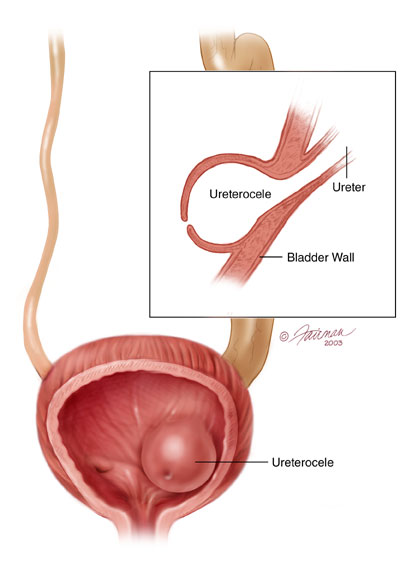 Ureterocele
Ureter
Bladder Wall
© Fairman
2003
Ureterocele